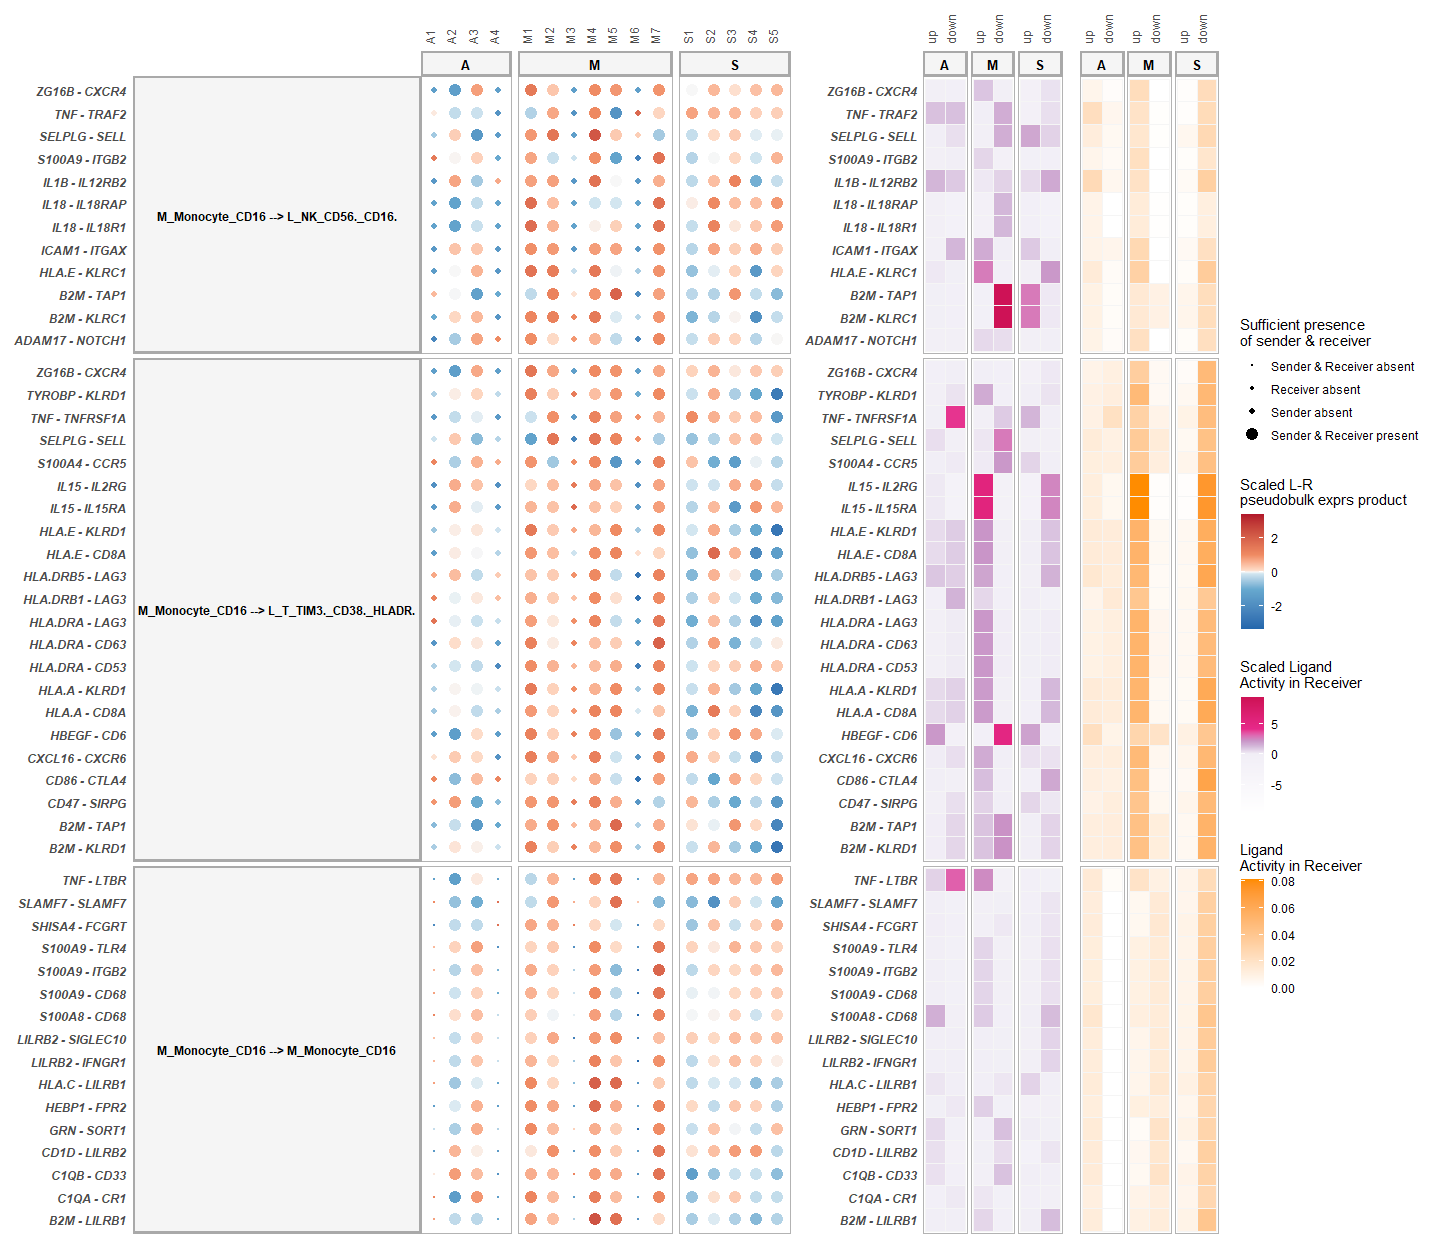 A1 A2 A3 A4 M1 M2 M3 M4 M5 M6 M7 S1 S2 S3 S4 S5 up down up down up down up down up down up down
A M S A M S A M S
ZG16B - CXCR4
TNF - TRAF2
SELPLG - SELL
S100A9 - ITGB2
IL1B - IL12RB2
IL18 - IL18RAP
IL18 - IL18R1
ICAM1 - ITGAX
HLA.E - KLRC1
B2M - TAP1
B2M - KLRC1
ADAM17 - NOTCH1
M_Monocyte_CD16 --> L_NK_CD56._CD16.
ZG16B - CXCR4
TNF - TRAF2
SELPLG - SELL
S100A9 - ITGB2
IL1B - IL12RB2
IL18 - IL18RAP
IL18 - IL18R1
ICAM1 - ITGAX
HLA.E - KLRC1
B2M - TAP1
B2M - KLRC1
ADAM17 - NOTCH1
ZG16B - CXCR4
TYROBP - KLRD1
TNF - TNFRSF1A
SELPLG - SELL
S100A4 - CCR5
IL15 - IL2RG
IL15 - IL15RA
HLA.E - KLRD1
HLA.E - CD8A
HLA.DRB5 - LAG3
HLA.DRB1 - LAG3
HLA.DRA - LAG3
HLA.DRA - CD63
HLA.DRA - CD53
HLA.A - KLRD1
HLA.A - CD8A
HBEGF - CD6
CXCL16 - CXCR6
CD86 - CTLA4
CD47 - SIRPG
B2M - TAP1
B2M - KLRD1
M_Monocyte_CD16 --> L_T_TIM3._CD38._HLADR.
ZG16B - CXCR4
TYROBP - KLRD1
TNF - TNFRSF1A
SELPLG - SELL
S100A4 - CCR5
IL15 - IL2RG
IL15 - IL15RA
HLA.E - KLRD1
HLA.E - CD8A
HLA.DRB5 - LAG3
HLA.DRB1 - LAG3
HLA.DRA - LAG3
HLA.DRA - CD63
HLA.DRA - CD53
HLA.A - KLRD1
HLA.A - CD8A
HBEGF - CD6
CXCL16 - CXCR6
CD86 - CTLA4
CD47 - SIRPG
B2M - TAP1
B2M - KLRD1
TNF - LTBR
SLAMF7 - SLAMF7
SHISA4 - FCGRT
S100A9 - TLR4
S100A9 - ITGB2
S100A9 - CD68
S100A8 - CD68
LILRB2 - SIGLEC10
LILRB2 - IFNGR1
HLA.C - LILRB1
HEBP1 - FPR2
GRN - SORT1
CD1D - LILRB2
C1QB - CD33
C1QA - CR1
B2M - LILRB1
M_Monocyte_CD16 --> M_Monocyte_CD16
TNF - LTBR
SLAMF7 - SLAMF7
SHISA4 - FCGRT
S100A9 - TLR4
S100A9 - ITGB2
S100A9 - CD68
S100A8 - CD68
LILRB2 - SIGLEC10
LILRB2 - IFNGR1
HLA.C - LILRB1
HEBP1 - FPR2
GRN - SORT1
CD1D - LILRB2
C1QB - CD33
C1QA - CR1
B2M - LILRB1
Sufficient presence
of sender & receiver
Sender & Receiver absent
Receiver absent
Sender absent
Sender & Receiver present
Scaled L-R
pseudobulk exprs product
2
0
-2
Scaled Ligand
Activity in Receiver
5
0
-5
Ligand
Activity in Receiver
0.08
0.06
0.04
0.02
0.00